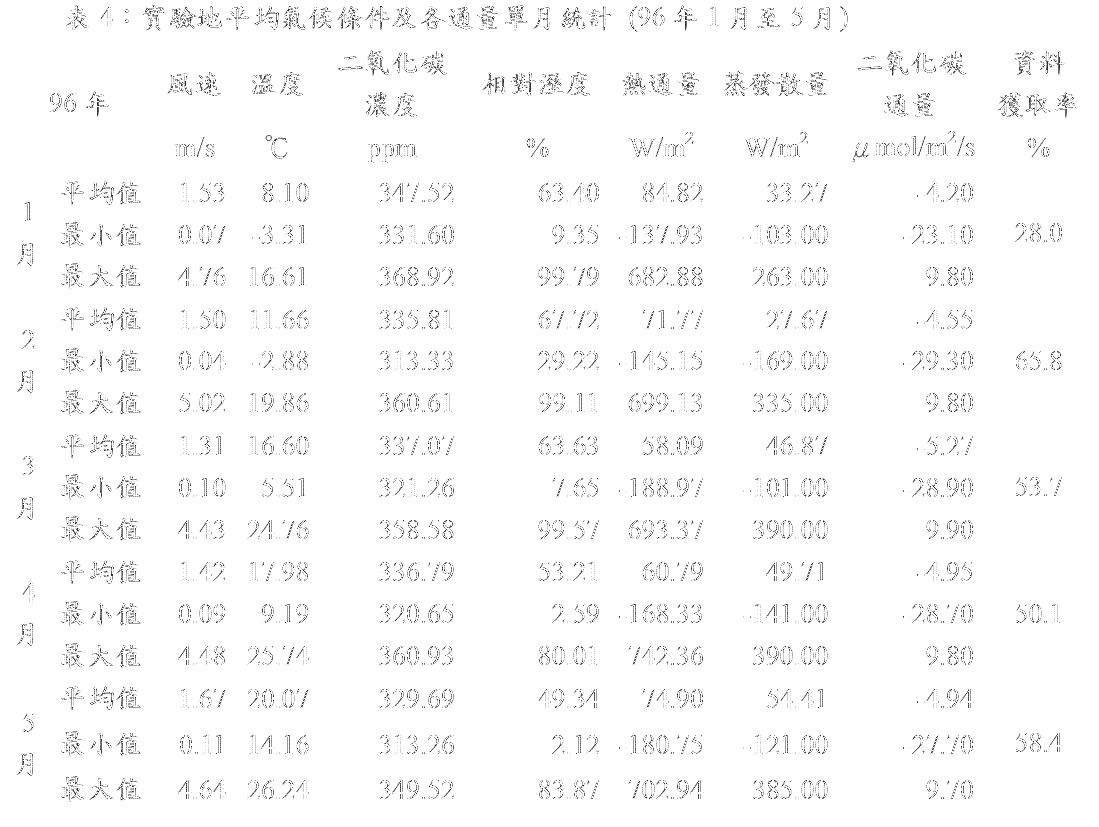 表 4：實驗地平均氣候條件及各通量單月統計 (96 年 1 月至 5 月)
96 年 風速 溫度 二氧化碳濃度 相對溼度 熱通量 蒸發散量 二氧化碳通量 資料獲取率
m/s ℃ ppm % W/m² W/m² μmol/m²/s %
1月 平均值 1.53 8.10 347.52 63.40 84.82 33.27 -4.20
最小值 0.07 -3.31 331.60 9.35 -137.93 -103.00 -23.10 28.0
最大值 4.76 16.61 368.92 99.79 682.88 263.00 9.80
2月 平均值 1.50 11.66 335.81 67.72 71.77 27.67 -4.55
最小值 0.04 -2.88 313.33 29.22 -145.15 -169.00 -29.30 65.8
最大值 5.02 19.86 360.61 99.11 699.13 335.00 9.80
3月 平均值 1.31 16.60 337.07 63.63 58.09 46.87 -5.27
最小值 0.10 5.51 321.26 7.65 -188.97 -101.00 -28.90 53.7
最大值 4.43 24.76 358.58 99.57 693.37 390.00 9.90
4月 平均值 1.42 17.98 336.79 53.21 60.79 49.71 -4.95
最小值 0.09 9.19 320.65 2.59 -168.33 -141.00 -28.70 50.1
最大值 4.48 25.74 360.93 80.01 742.36 390.00 9.80
5月 平均值 1.67 20.07 329.69 49.34 74.90 54.41 -4.94
最小值 0.11 14.16 313.26 2.12 -180.75 -121.00 -27.70 58.4
最大值 4.64 26.24 349.52 83.87 702.94 385.00 9.70